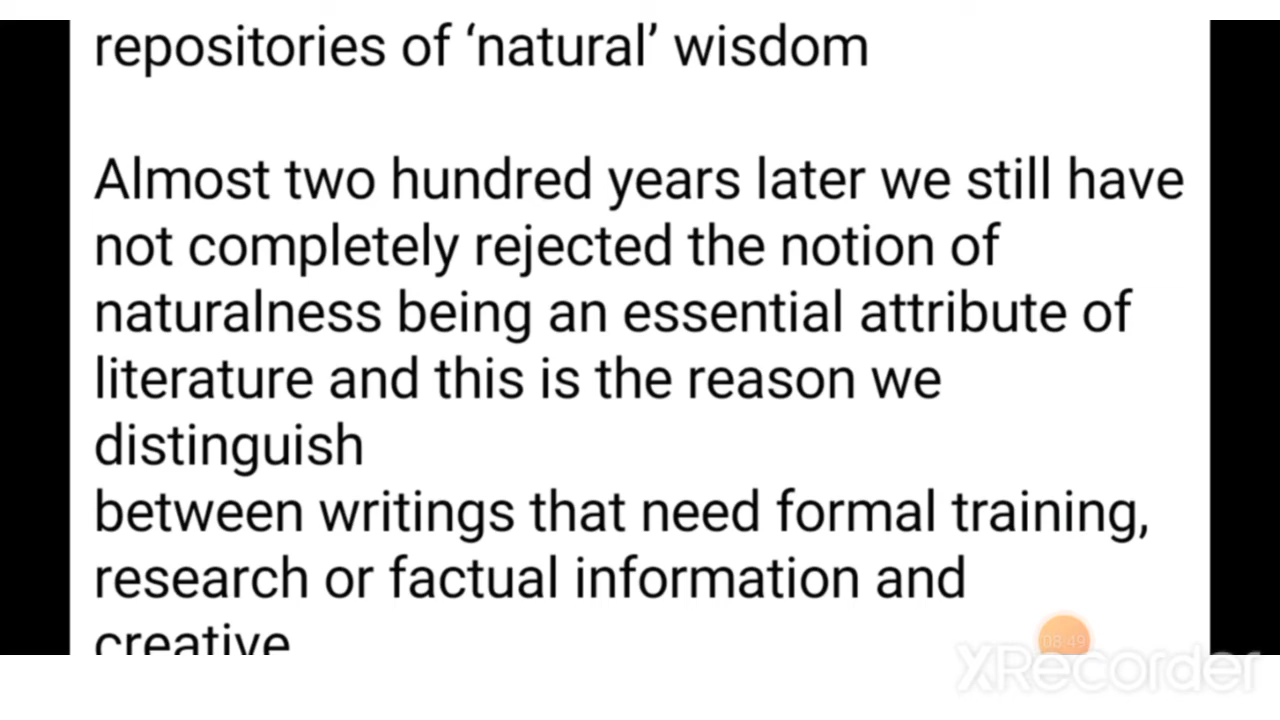 repositories of ‘natural’ wisdom
Almost two hundred years later we still have
not completely rejected the notion of
naturalness being an essential attribute of
literature and this is the reason we
distinguish
between writings that need formal training,
research or factual information and
creative
08:49
XRecorder